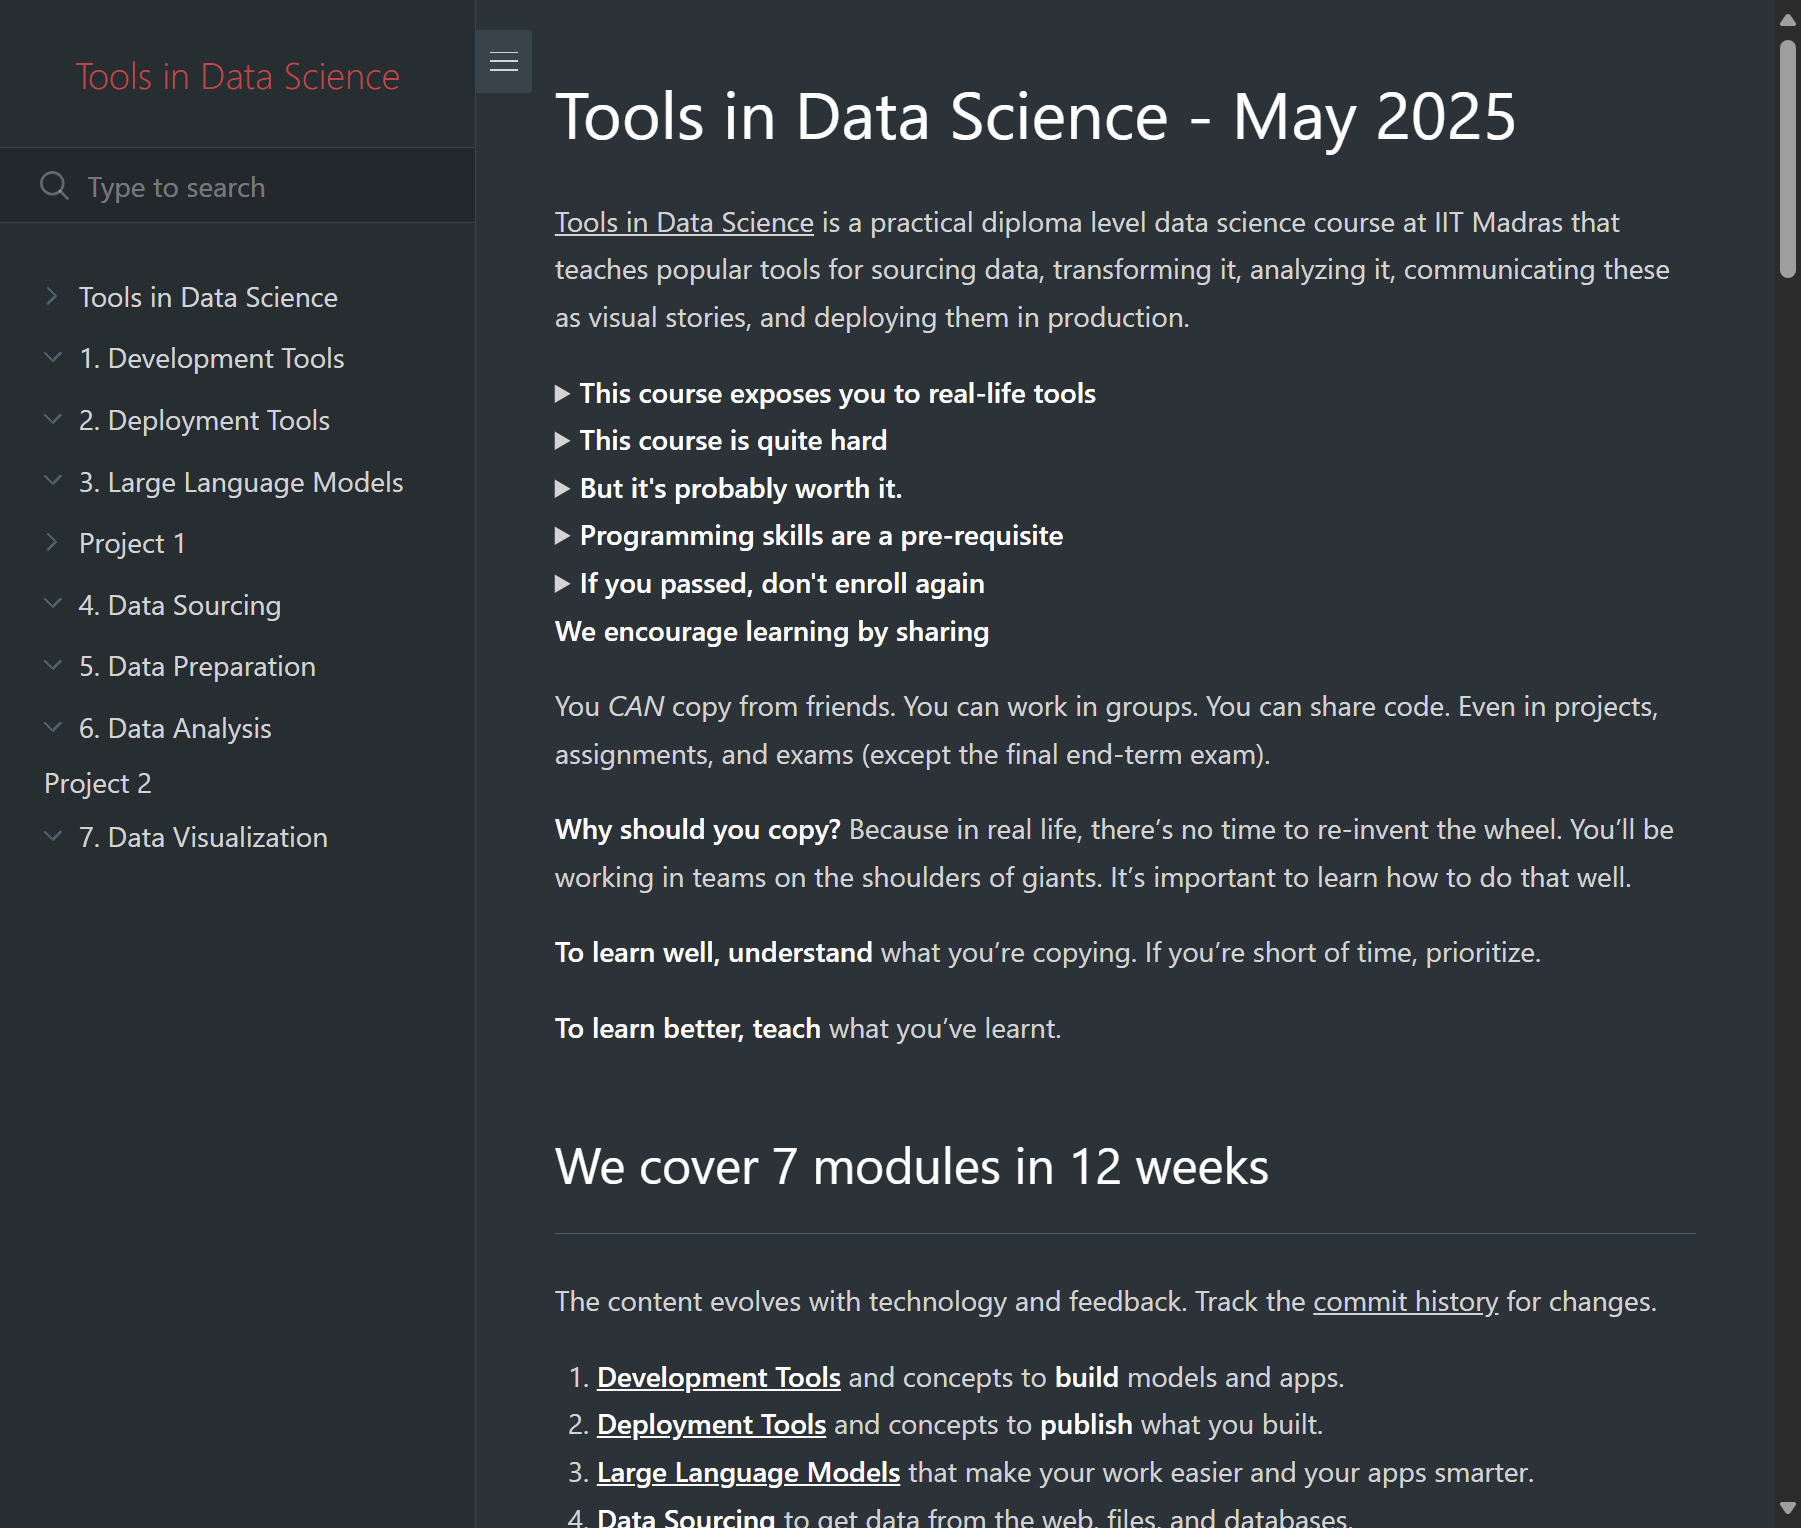 Tools in Data Science
Type to search
Tools in Data Science
1. Development Tools
2. Deployment Tools
3. Large Language Models
Project 1
4. Data Sourcing
5. Data Preparation
6. Data Analysis
Project 2
7. Data Visualization
Tools in Data Science - May 2025
Tools in Data Science is a practical diploma level data science course at IIT Madras that
teaches popular tools for sourcing data, transforming it, analyzing it, communicating these
as visual stories, and deploying them in production.
This course exposes you to real-life tools
This course is quite hard
But it's probably worth it.
Programming skills are a pre-requisite
If you passed, don't enroll again
We encourage learning by sharing
You CAN copy from friends. You can work in groups. You can share code. Even in projects,
assignments, and exams (except the final end-term exam).
Why should you copy? Because in real life, there’s no time to re-invent the wheel. You’ll be
working in teams on the shoulders of giants. It’s important to learn how to do that well.
To learn well, understand what you’re copying. If you’re short of time, prioritize.
To learn better, teach what you’ve learnt.
We cover 7 modules in 12 weeks
The content evolves with technology and feedback. Track the commit history for changes.
1. Development Tools and concepts to build models and apps.
2. Deployment Tools and concepts to publish what you built.
3. Large Language Models that make your work easier and your apps smarter.
4. Data Sourcing to get data from the web, files, and databases.